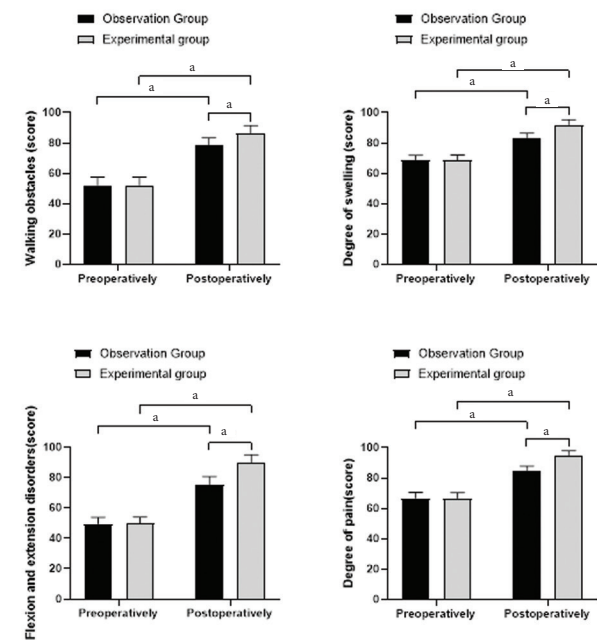 Observation Group
Experimental group
a
a
a
Walking obstacles (score)
100
80
60
40
20
0
Preoperatively
Postoperatively
Observation Group
Experimental group
a
a
a
Degree of swelling (score)
100
80
60
40
20
0
Preoperatively
Postoperatively
Observation Group
Experimental group
a
a
a
Flexion and extension disorders(score)
100
80
60
40
20
0
Preoperatively
Postoperatively
Observation Group
Experimental group
a
a
a
Degree of pain(score)
100
80
60
40
20
0
Preoperatively
Postoperatively